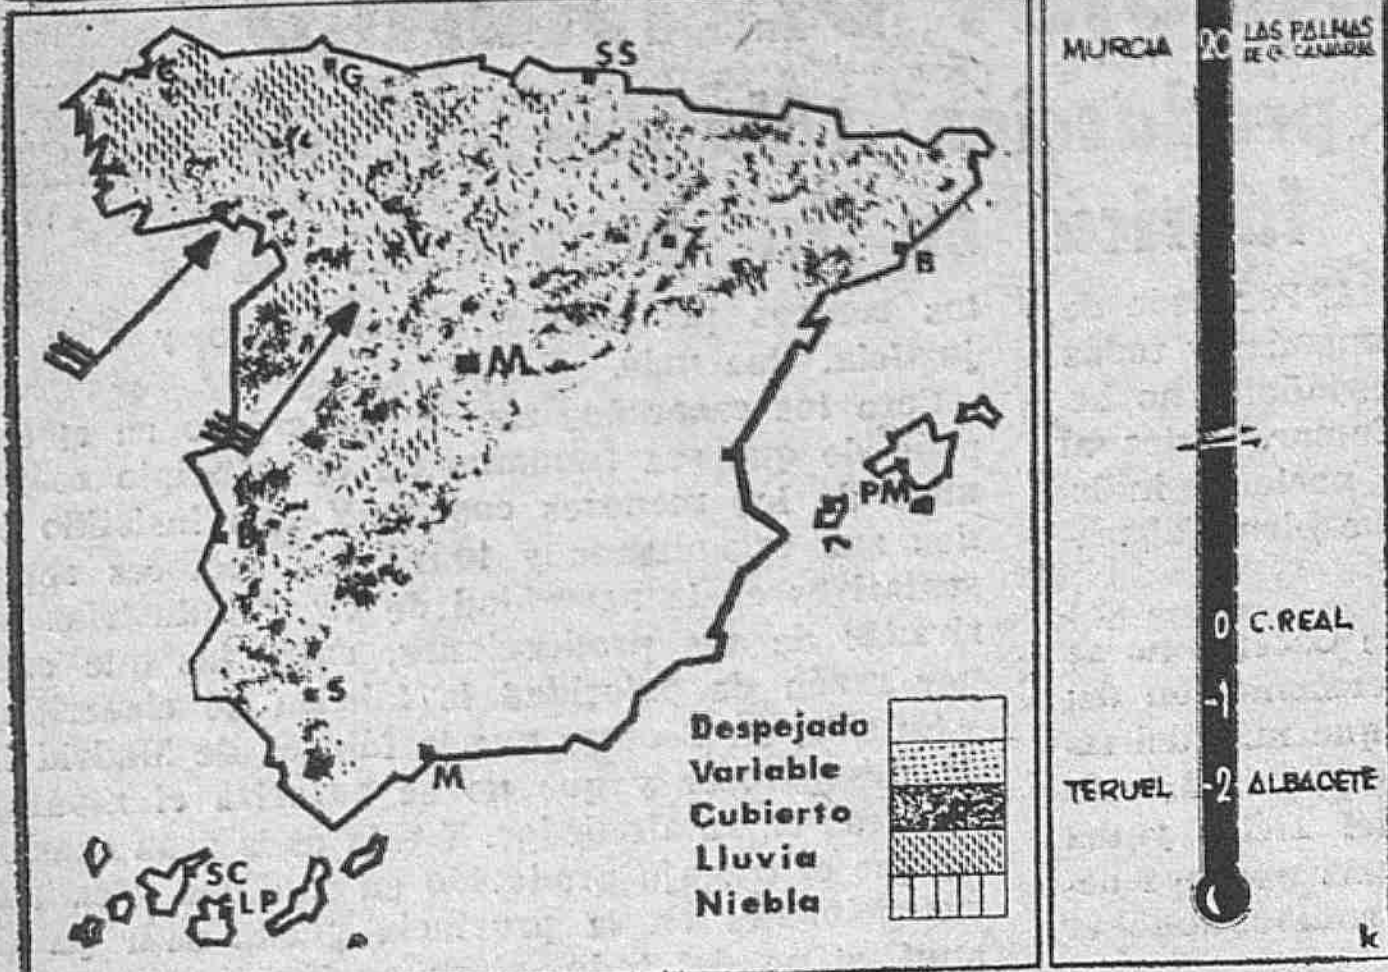 SS
C
G
V
Z
B
M
PM
B
S
M
SC
LP
Despejado
Variable
Cubierto
Lluvia
Niebla
MURCIA 20 LAS PALMAS
DE G. CANARIA
0 C. REAL
-1
TERUEL -2 ALBACETE
k